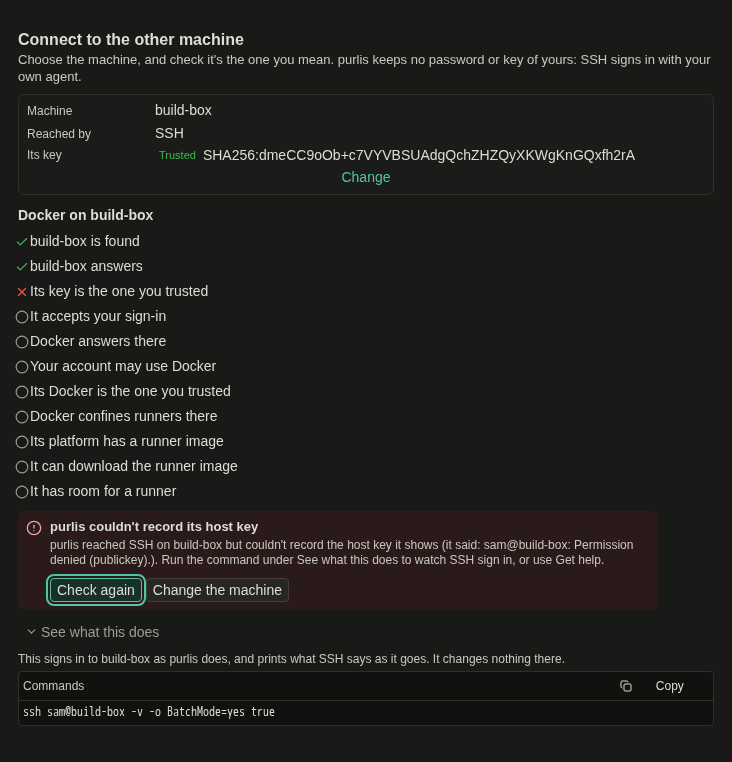 Connect to the other machine
Choose the machine, and check it's the one you mean. purlis keeps no password or key of yours: SSH signs in with your
own agent.
Machine build-box
Reached by SSH
Its key Trusted SHA256:dmeCC9oOb+c7VYVBSUAdgQchZHZQyXKWgKnGQxfh2rA
Change
Docker on build-box
build-box is found
build-box answers
Its key is the one you trusted
It accepts your sign-in
Docker answers there
Your account may use Docker
Its Docker is the one you trusted
Docker confines runners there
Its platform has a runner image
It can download the runner image
It has room for a runner
purlis couldn't record its host key
purlis reached SSH on build-box but couldn't record the host key it shows (it said: sam@build-box: Permission
denied (publickey).). Run the command under See what this does to watch SSH sign in, or use Get help.
Check again Change the machine
See what this does
This signs in to build-box as purlis does, and prints what SSH says as it goes. It changes nothing there.
Commands Copy
ssh sam@build-box -v -o BatchMode=yes true